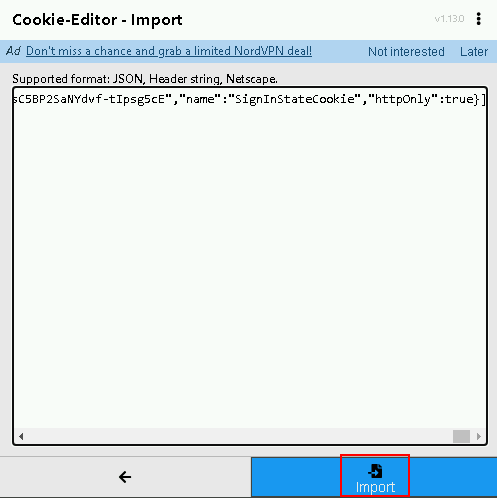 Cookie-Editor - Import
v1.13.0
Ad Don't miss a chance and grab a limited NordVPN deal! Not interested Later
Supported format: JSON, Header string, Netscape.
sC5BP2SaNYdvf-tIpsg5cE","name":"SignInStateCookie","httpOnly":true}]
Import